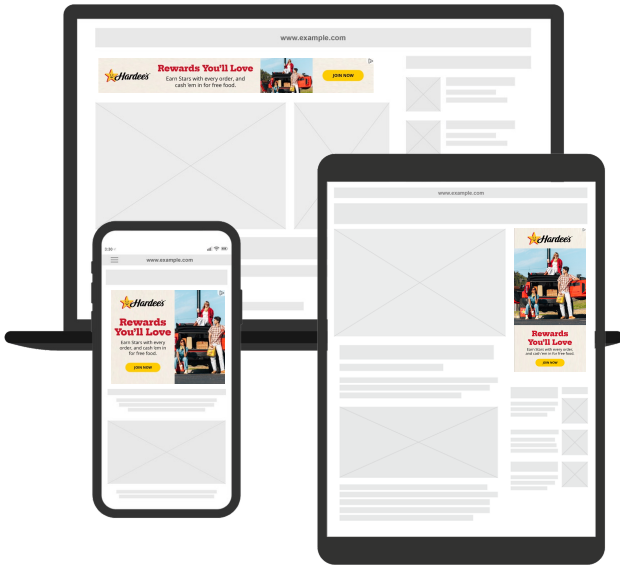 www.example.com
Hardee's
Rewards You'll Love
Earn Stars with every order, and
cash 'em in for free food.
JOIN NOW
www.example.com
Hardee's
Rewards
You'll Love
Earn Stars with every order,
and cash 'em in for free food.
JOIN NOW
www.example.com
Hardee's
Rewards
You'll Love
Earn Stars with every
order, and cash 'em in
for free food.
JOIN NOW